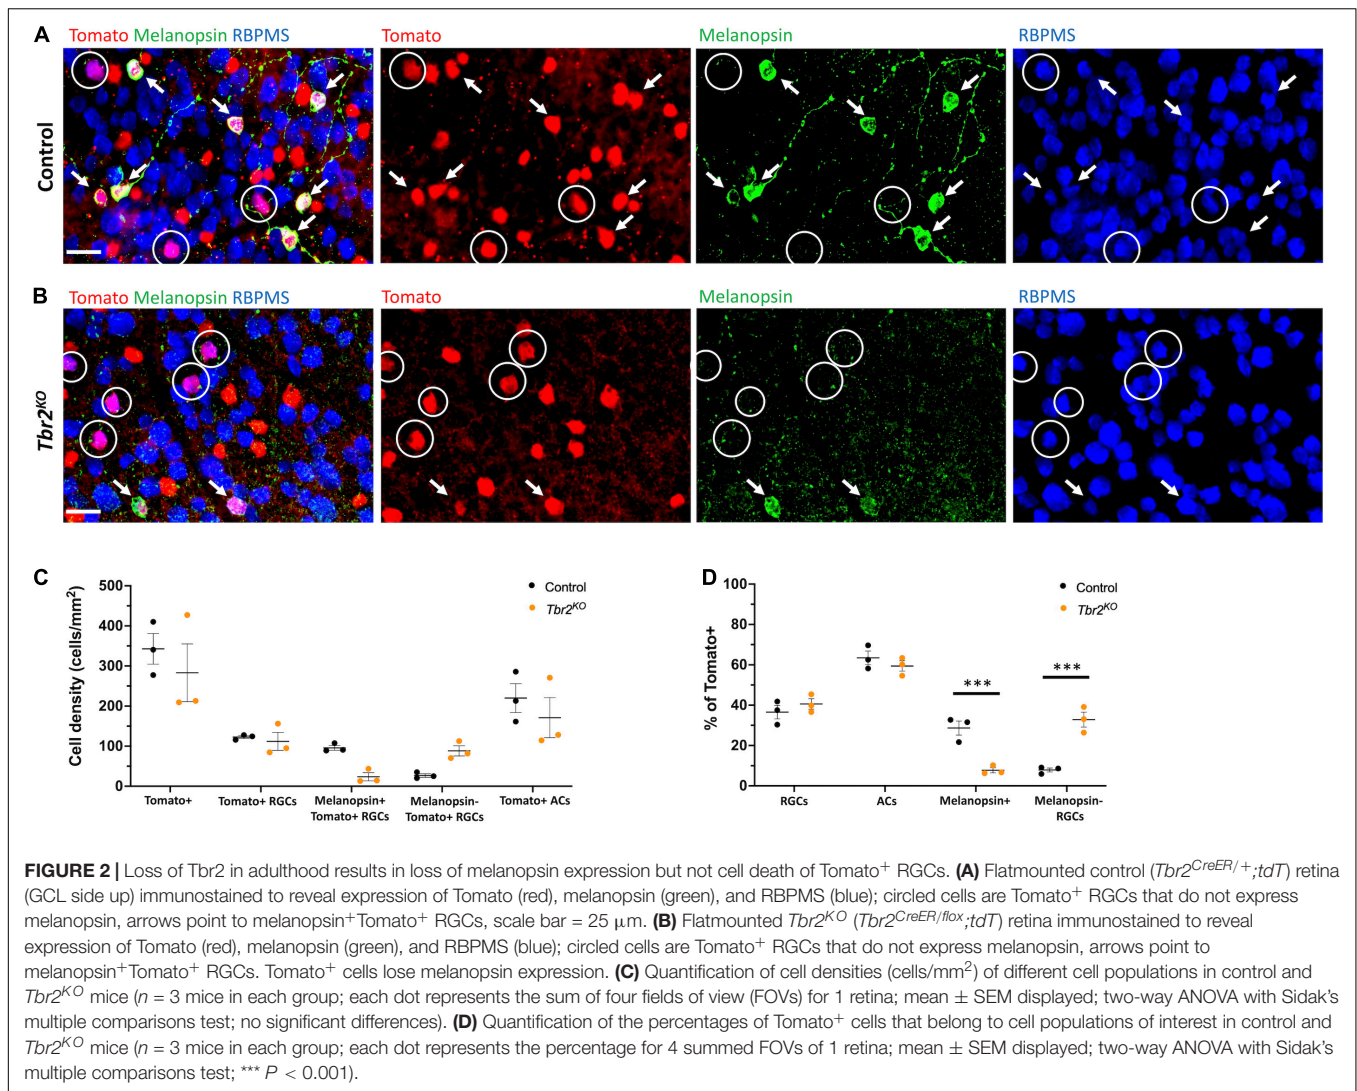 A
Tomato Melanopsin RBPMS
Tomato
Melanopsin
RBPMS
Control
B
Tomato Melanopsin RBPMS
Tomato
Melanopsin
RBPMS
Tbr2KO
C
Cell density (cells/mm²)
500
400
300
200
100
0
Control
Tbr2KO
Tomato+
Tomato+ RGCs
Melanopsin+
Tomato+ RGCs
Melanopsin-
Tomato+ RGCs
Tomato+ ACs
D
% of Tomato+
100
80
60
40
20
0
Control
Tbr2KO
***
***
RGCs
ACs
Melanopsin+
Melanopsin-
RGCs
FIGURE 2 | Loss of Tbr2 in adulthood results in loss of melanopsin expression but not cell death of Tomato+ RGCs. (A) Flatmounted control (Tbr2CreER/+;tdT) retina
(GCL side up) immunostained to reveal expression of Tomato (red), melanopsin (green), and RBPMS (blue); circled cells are Tomato+ RGCs that do not express
melanopsin, arrows point to melanopsin+Tomato+ RGCs, scale bar = 25 μm. (B) Flatmounted Tbr2KO (Tbr2CreER/flox;tdT) retina immunostained to reveal
expression of Tomato (red), melanopsin (green), and RBPMS (blue); circled cells are Tomato+ RGCs that do not express melanopsin, arrows point to
melanopsin+Tomato+ RGCs. Tomato+ cells lose melanopsin expression. (C) Quantification of cell densities (cells/mm²) of different cell populations in control and
Tbr2KO mice (n = 3 mice in each group; each dot represents the sum of four fields of view (FOVs) for 1 retina; mean ± SEM displayed; two-way ANOVA with Sidak's
multiple comparisons test; no significant differences). (D) Quantification of the percentages of Tomato+ cells that belong to cell populations of interest in control and
Tbr2KO mice (n = 3 mice in each group; each dot represents the percentage for 4 summed FOVs of 1 retina; mean ± SEM displayed; two-way ANOVA with Sidak's
multiple comparisons test; *** P < 0.001).